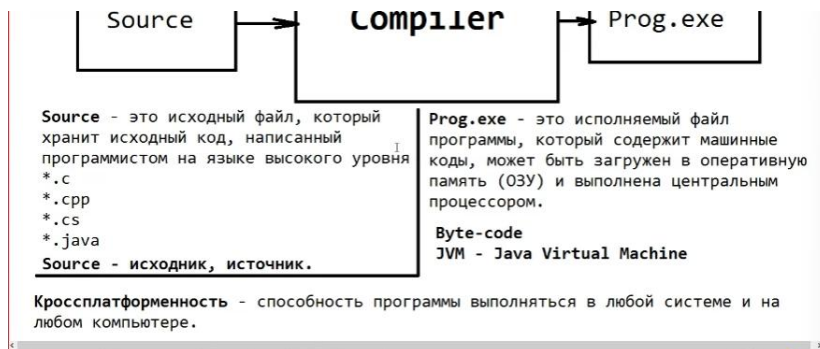 Source
Compiler
Prog.exe
Source - это исходный файл, который
хранит исходный код, написанный
программистом на языке высокого уровня
*.c
*.cpp
*.cs
*.java
Source - исходник, источник.
Prog.exe - это исполняемый файл
программы, который содержит машинные
коды, может быть загружен в оперативную
память (ОЗУ) и выполнена центральным
процессором.
Byte-code
JVM - Java Virtual Machine
Кроссплатформенность - способность программы выполняться в любой системе и на
любом компьютере.